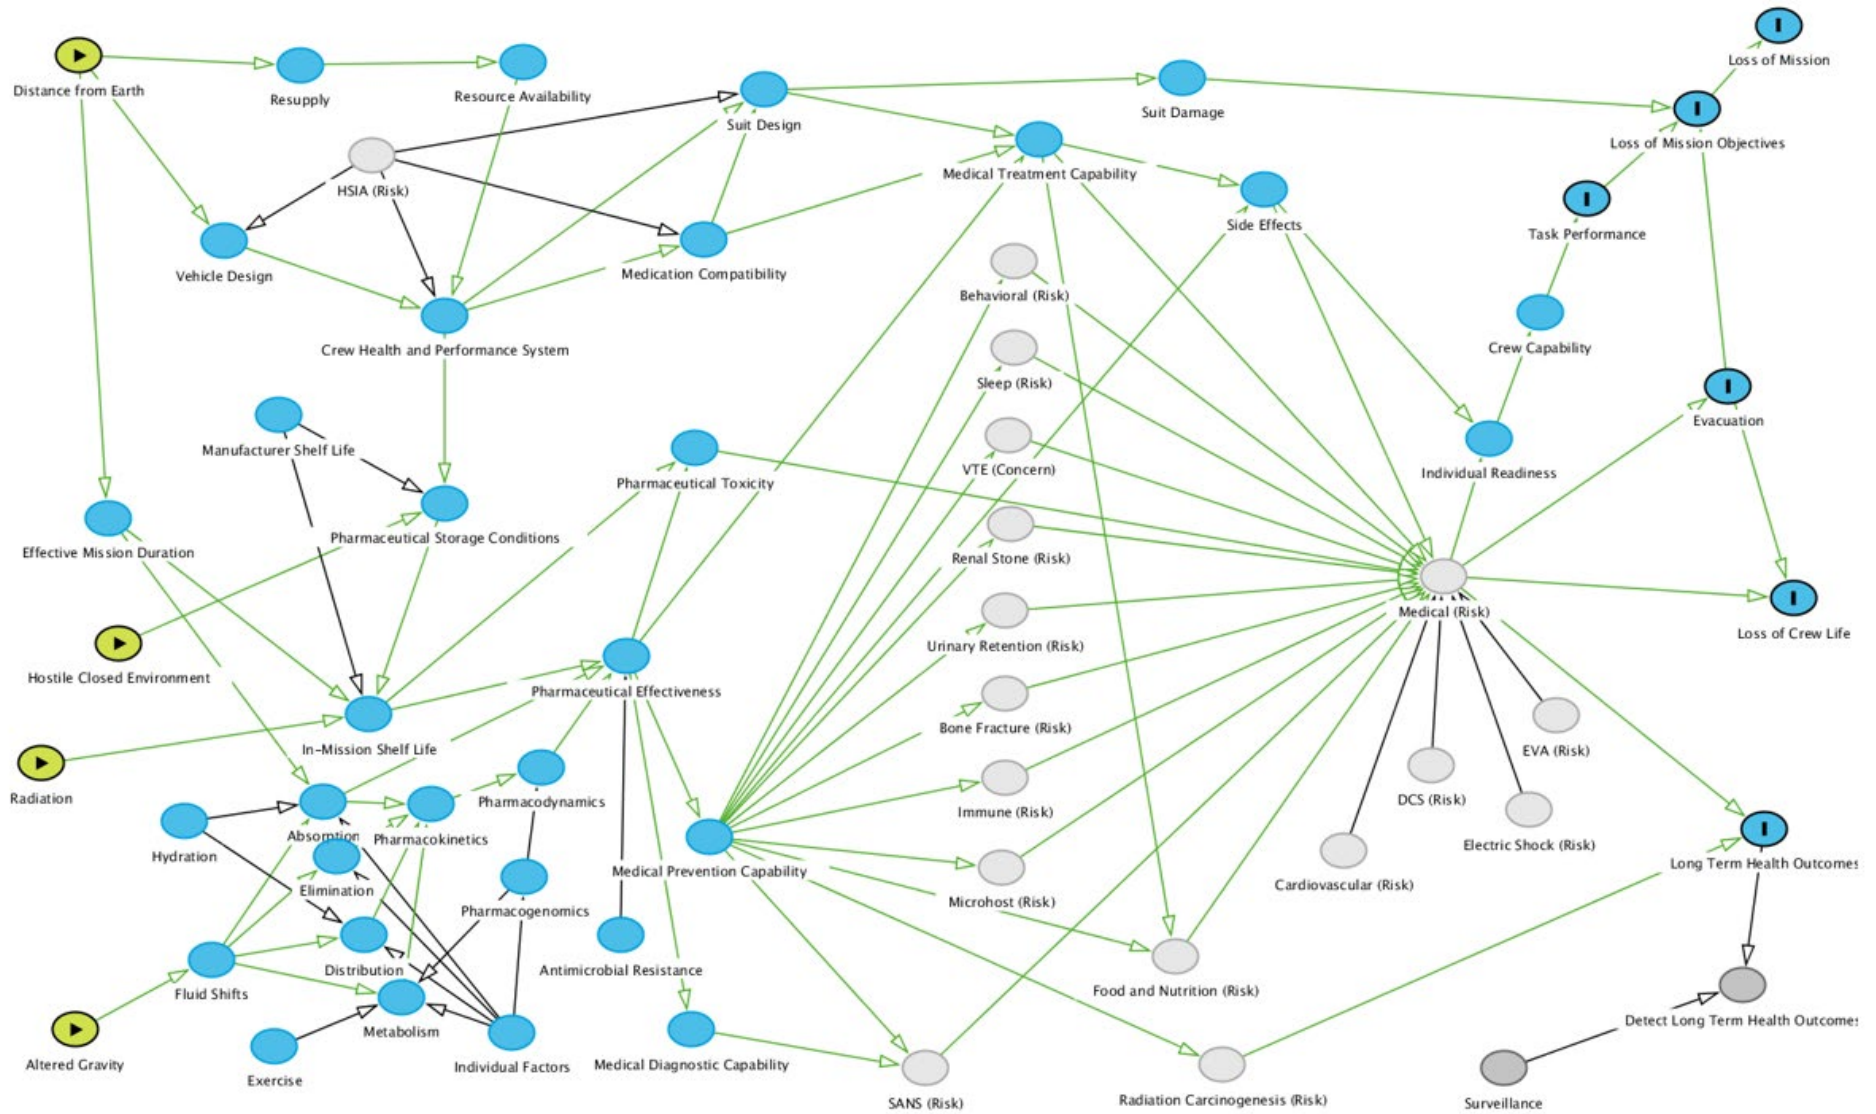 Loss of Mission
Distance from Earth
Resupply
Resource Availability
Suit Design
Suit Damage
Loss of Mission Objectives
HSIA (Risk)
Medical Treatment Capability
Side Effects
Task Performance
Vehicle Design
Medication Compatibility
Behavioral (Risk)
Crew Health and Performance System
Crew Capability
Sleep (Risk)
Evacuation
Manufacturer Shelf Life
VTE (Concern)
Individual Readiness
Pharmaceutical Toxicity
Effective Mission Duration
Pharmaceutical Storage Conditions
Renal Stone (Risk)
Medical (Risk)
Loss of Crew Life
Hostile Closed Environment
Urinary Retention (Risk)
Pharmaceutical Effectiveness
In-Mission Shelf Life
Bone Fracture (Risk)
EVA (Risk)
Radiation
Pharmacodynamics
Immune (Risk)
DCS (Risk)
Absorption
Pharmacokinetics
Hydration
Electric Shock (Risk)
Long Term Health Outcomes
Elimination
Medical Prevention Capability
Cardiovascular (Risk)
Pharmacogenomics
Microhost (Risk)
Distribution
Antimicrobial Resistance
Fluid Shifts
Food and Nutrition (Risk)
Metabolism
Detect Long Term Health Outcomes
Altered Gravity
Exercise
Individual Factors
Medical Diagnostic Capability
SANS (Risk)
Radiation Carcinogenesis (Risk)
Surveillance